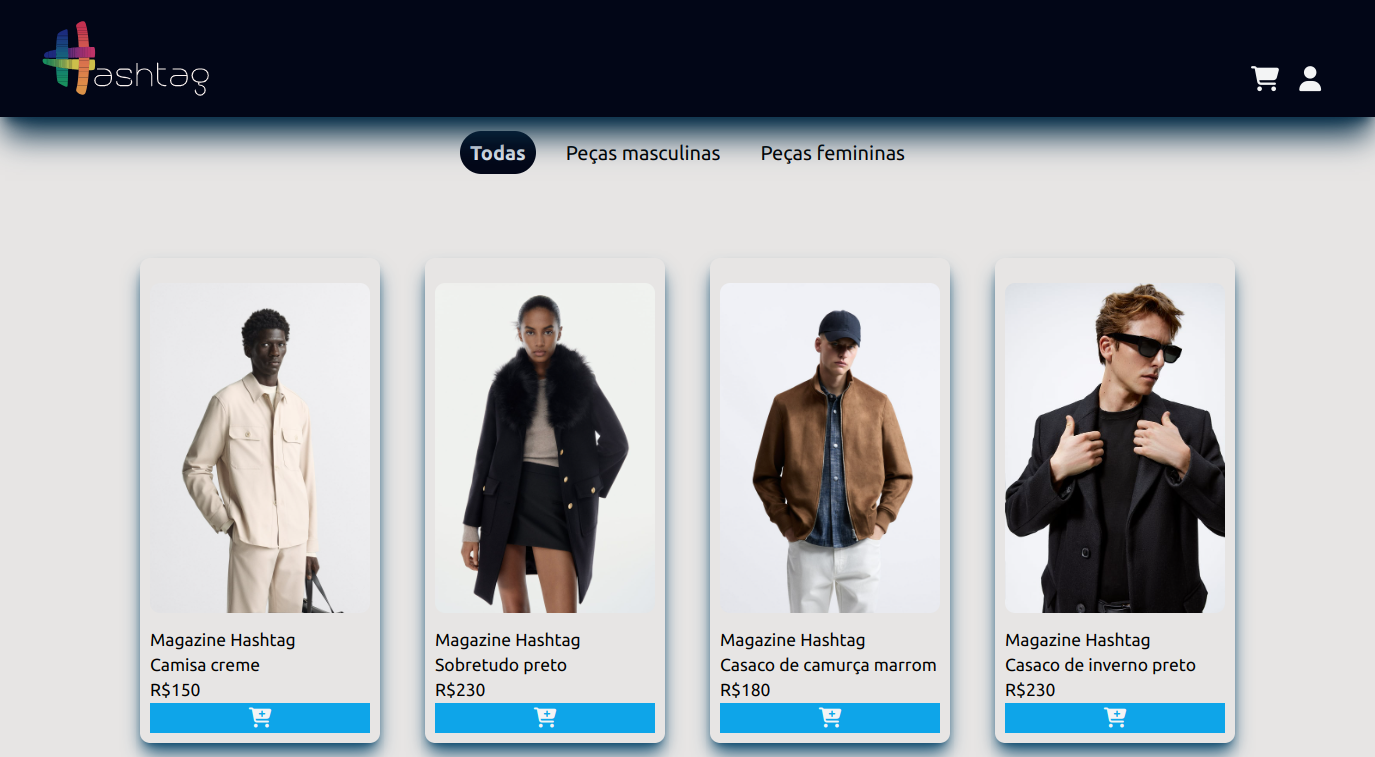 Hashtag
Todas
Peças masculinas
Peças femininas
Magazine Hashtag
Camisa creme
R$150
Magazine Hashtag
Sobretudo preto
R$230
Magazine Hashtag
Casaco de camurça marrom
R$180
Magazine Hashtag
Casaco de inverno preto
R$230